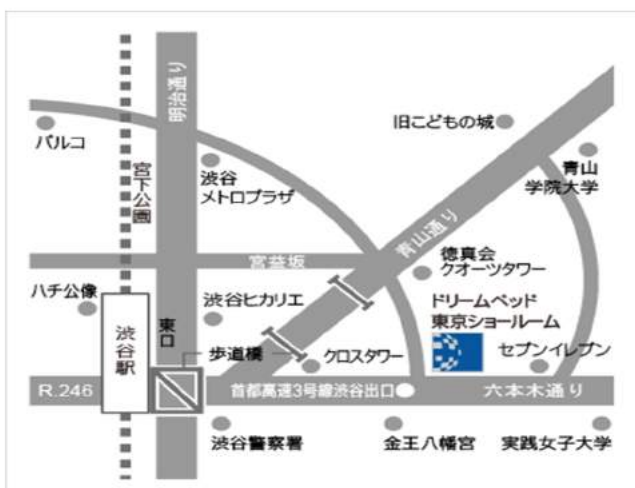 明治通り
旧こどもの城
パルコ
青山
学院大学
宮下公園
渋谷
メトロプラザ
青山通り
宮益坂
徳真会
クオーツタワー
ハチ公像
渋谷ヒカリエ
ドリームベッド
東京ショールーム
東口
渋谷駅
歩道橋
クロスタワー
セブンイレブン
R.246
首都高速3号線渋谷出口
六本木通り
渋谷警察署
金王八幡宮
実践女子大学